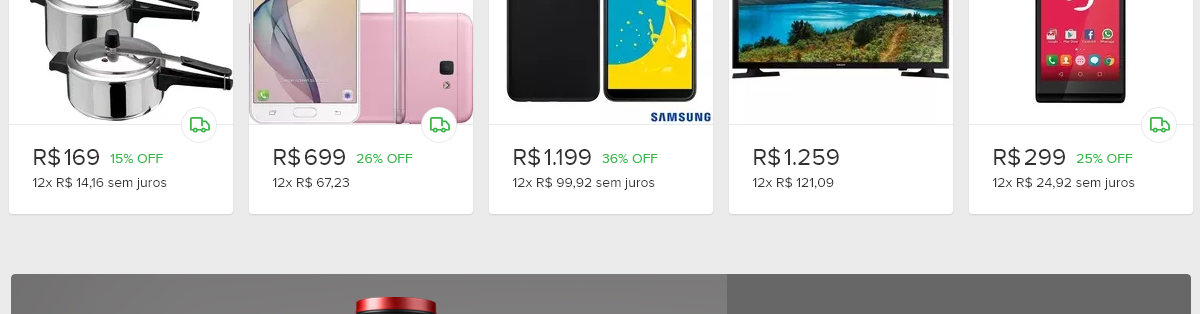 SAMSUNG
R$ 169 15% OFF
12x R$ 14,16 sem juros
R$ 699 26% OFF
12x R$ 67,23
R$ 1.199 36% OFF
12x R$ 99,92 sem juros
R$ 1.259
12x R$ 121,09
R$ 299 25% OFF
12x R$ 24,92 sem juros